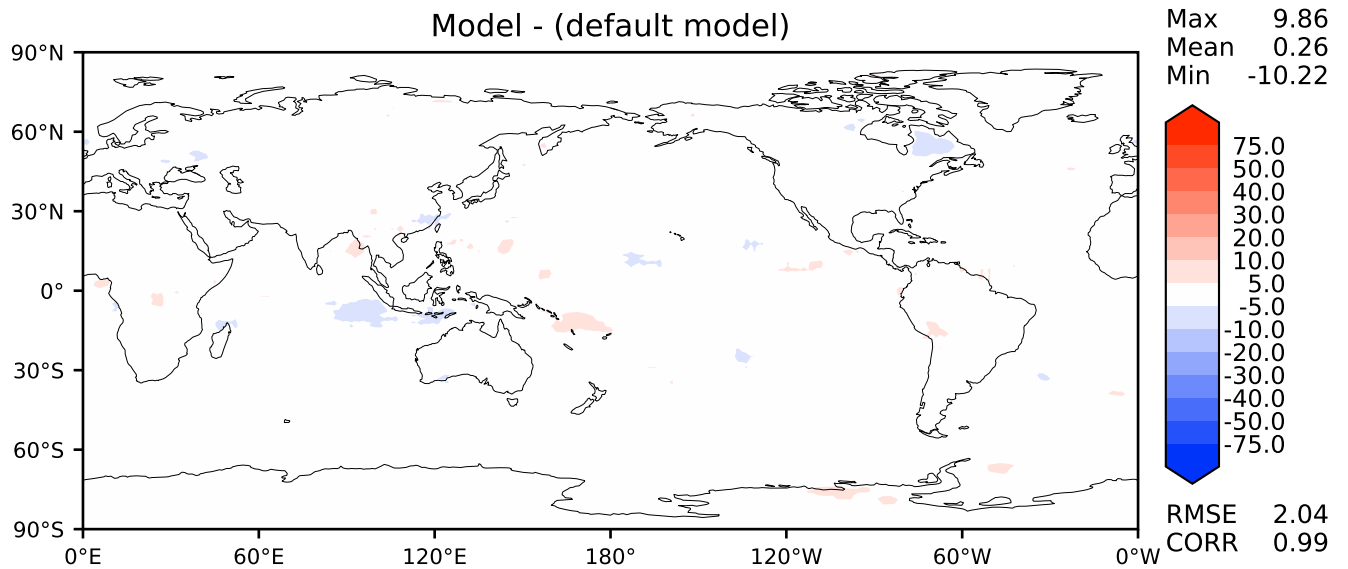 Model - (default model)
Max 9.86
Mean 0.26
Min -10.22
90°N
60°N
30°N
0°
30°S
60°S
90°S
0°E 60°E 120°E 180° 120°W 60°W 0°W
75.0
50.0
40.0
30.0
20.0
10.0
5.0
-5.0
-10.0
-20.0
-30.0
-40.0
-50.0
-75.0
RMSE 2.04
CORR 0.99